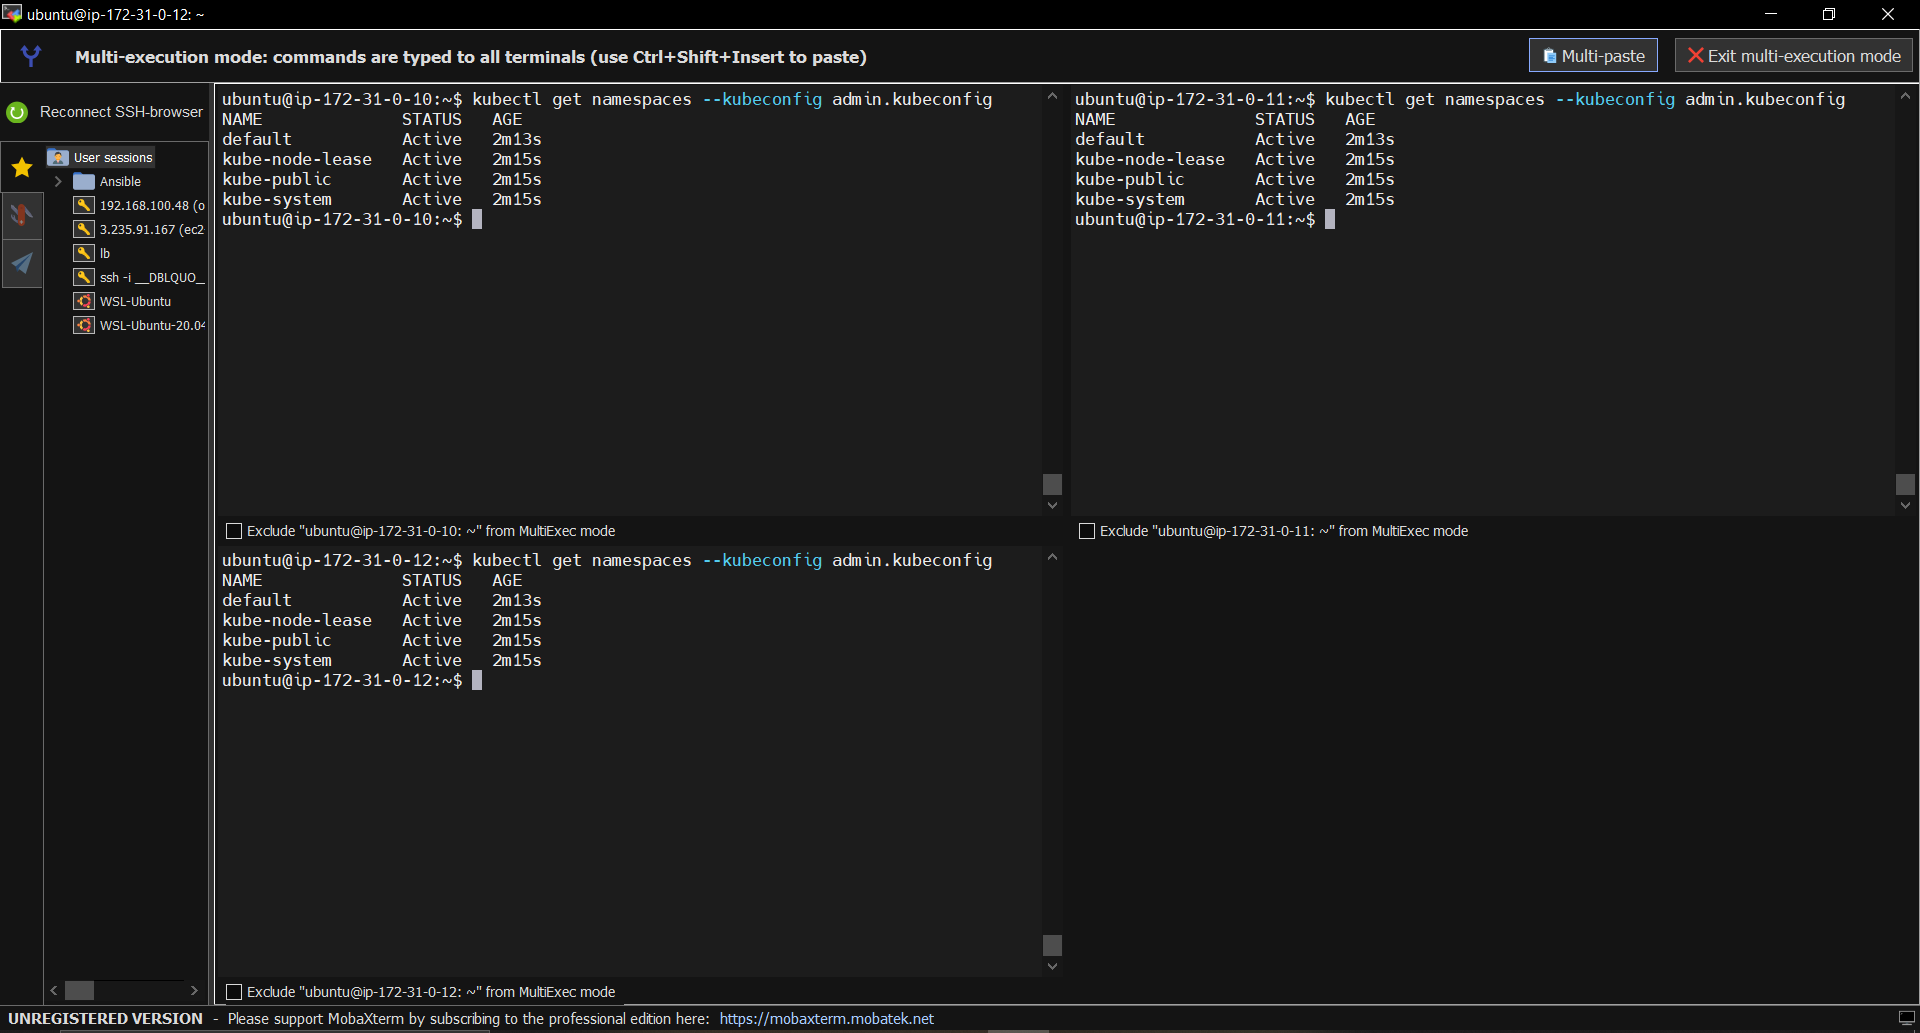 ubuntu@ip-172-31-0-12: ~
Multi-execution mode: commands are typed to all terminals (use Ctrl+Shift+Insert to paste)
Multi-paste
Exit multi-execution mode
Reconnect SSH-browser
User sessions
Ansible
192.168.100.48 (o
3.235.91.167 (ec2
lb
ssh -i __DBLQUO__
WSL-Ubuntu
WSL-Ubuntu-20.04
ubuntu@ip-172-31-0-10:~$ kubectl get namespaces --kubeconfig admin.kubeconfig
NAME STATUS AGE
default Active 2m13s
kube-node-lease Active 2m15s
kube-public Active 2m15s
kube-system Active 2m15s
ubuntu@ip-172-31-0-10:~$
Exclude "ubuntu@ip-172-31-0-10: ~" from MultiExec mode
ubuntu@ip-172-31-0-11:~$ kubectl get namespaces --kubeconfig admin.kubeconfig
NAME STATUS AGE
default Active 2m13s
kube-node-lease Active 2m15s
kube-public Active 2m15s
kube-system Active 2m15s
ubuntu@ip-172-31-0-11:~$
Exclude "ubuntu@ip-172-31-0-11: ~" from MultiExec mode
ubuntu@ip-172-31-0-12:~$ kubectl get namespaces --kubeconfig admin.kubeconfig
NAME STATUS AGE
default Active 2m13s
kube-node-lease Active 2m15s
kube-public Active 2m15s
kube-system Active 2m15s
ubuntu@ip-172-31-0-12:~$
Exclude "ubuntu@ip-172-31-0-12: ~" from MultiExec mode
UNREGISTERED VERSION - Please support MobaXterm by subscribing to the professional edition here: https://mobaxterm.mobatek.net